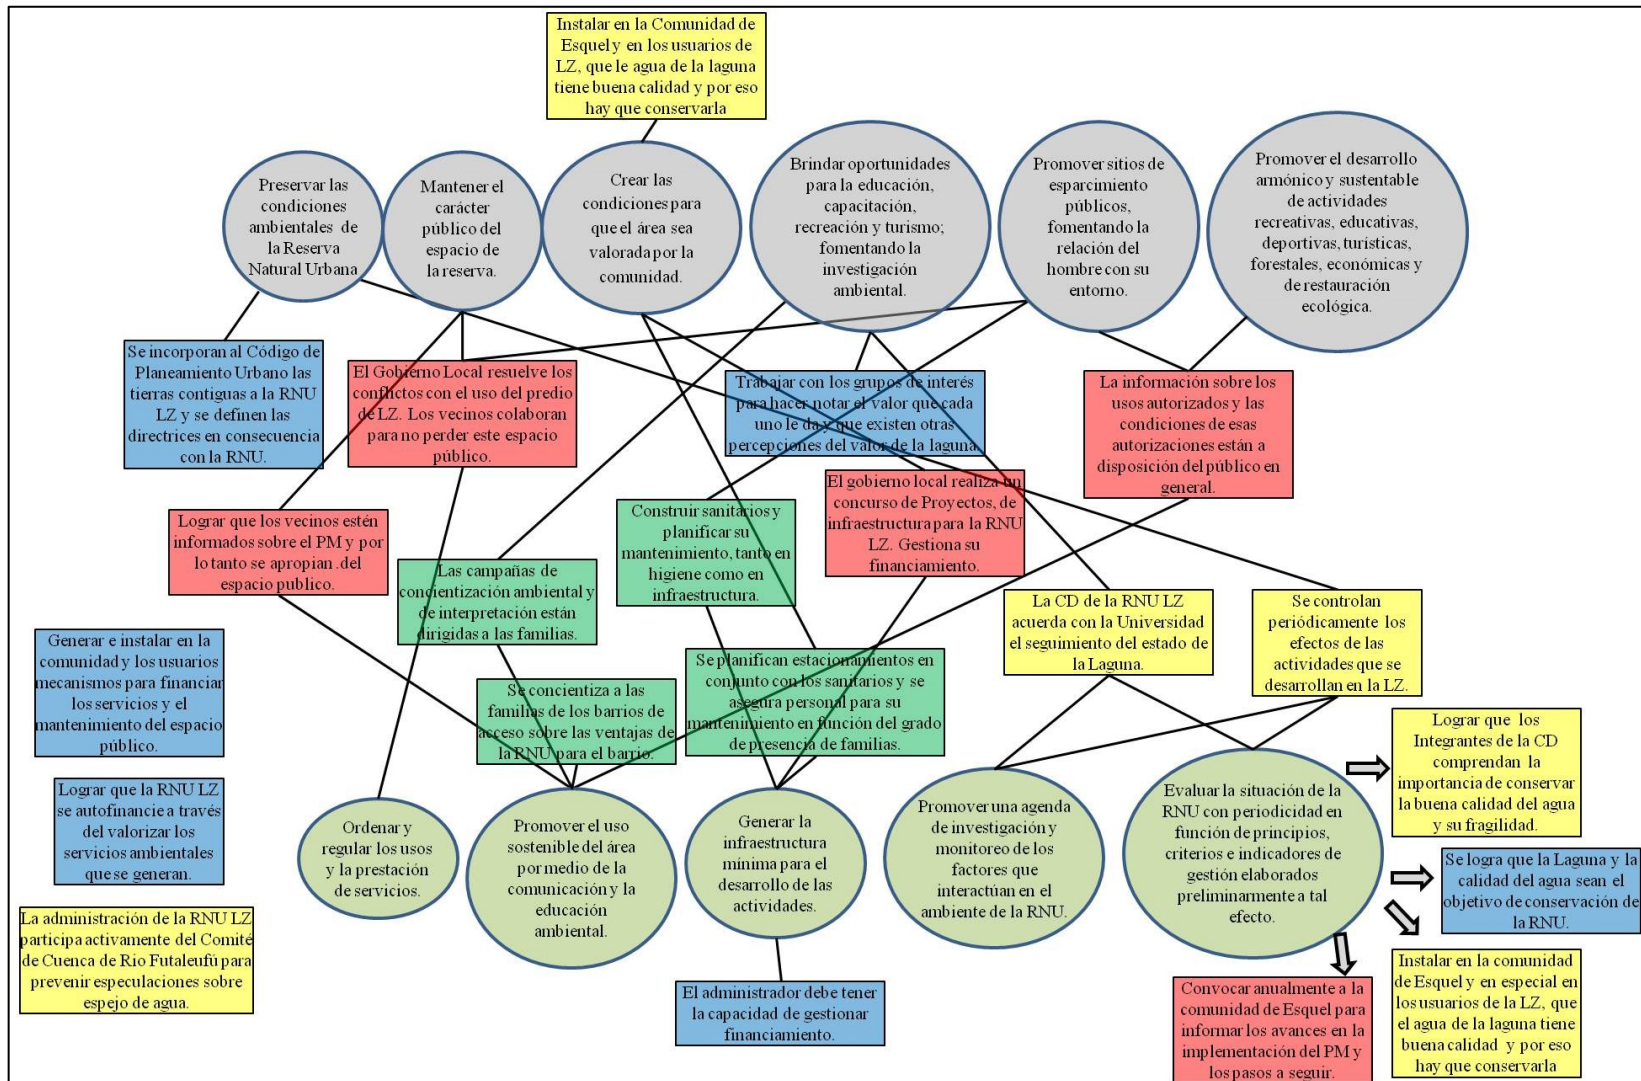 Instalar en la Comunidad de
Esquel y en los usuarios de
LZ, que le agua de la laguna
tiene buena calidad y por eso
hay que conservarla
Preservar las
condiciones
ambientales de
la Reserva
Natural Urbana
Mantener el
carácter
público del
espacio de
la reserva.
Crear las
condiciones para
que el área sea
valorada por la
comunidad.
Brindar oportunidades
para la educación,
capacitación,
recreación y turismo;
fomentando la
investigación
ambiental.
Promover sitios de
esparcimiento
públicos,
fomentando la
relación del
hombre con su
entorno.
Promover el desarrollo
armónico y sustentable
de actividades
recreativas, educativas,
deportivas, turísticas,
forestales, económicas y
de restauración
ecológica.
Se incorporan al Código de
Planeamiento Urbano las
tierras contiguas a la RNU
LZ y se definen las
directrices en consecuencia
con la RNU.
El Gobierno Local resuelve los
conflictos con el uso del predio
de LZ. Los vecinos colaboran
para no perder este espacio
público.
Trabajar con los grupos de interés
para hacer notar el valor que cada
uno le da y que existen otras
percepciones del valor de la laguna.
La información sobre los
usos autorizados y las
condiciones de esas
autorizaciones están a
disposición del público en
general.
Lograr que los vecinos estén
informados sobre el PM y por
lo tanto se apropian .del
espacio publico.
Las campañas de
concientización ambiental y
de interpretación están
dirigidas a las familias.
Construir sanitarios y
planificar su
mantenimiento, tanto en
higiene como en
infraestructura.
El gobierno local realiza un
concurso de Proyectos, de
infraestructura para la RNU
LZ. Gestiona su
financiamiento.
La CD de la RNU LZ
acuerda con la Universidad
el seguimiento del estado de
la Laguna.
Se controlan
periódicamente los
efectos de las
actividades que se
desarrollan en la LZ.
Generar e instalar en la
comunidad y los usuarios
mecanismos para financiar
los servicios y el
mantenimiento del espacio
público.
Se concientiza a las
familias de los barrios de
acceso sobre las ventajas de
la RNU para el barrio.
Se planifican estacionamientos en
conjunto con los sanitarios y se
asegura personal para su
mantenimiento en función del grado
de presencia de familias.
Lograr que los
Integrantes de la CD
comprendan la
importancia de conservar
la buena calidad del agua
y su fragilidad.
Lograr que la RNU LZ
se autofinancie a través
del valorizar los
servicios ambientales
que se generan.
Ordenar y
regular los usos
y la prestación
de servicios.
Promover el uso
sostenible del área
por medio de la
comunicación y la
educación
ambiental.
Generar la
infraestructura
mínima para el
desarrollo de las
actividades.
Promover una agenda
de investigación y
monitoreo de los
factores que
interactúan en el
ambiente de la RNU.
Evaluar la situación de la
RNU con periodicidad en
función de principios,
criterios e indicadores de
gestión elaborados
preliminarmente a tal
efecto.
Se logra que la Laguna y la
calidad del agua sean el
objetivo de conservación de
la RNU.
La administración de la RNU LZ
participa activamente del Comité
de Cuenca de Rio Futaleufú para
prevenir especulaciones sobre
espejo de agua.
El administrador debe tener
la capacidad de gestionar
financiamiento.
Convocar anualmente a la
comunidad de Esquel para
informar los avances en la
implementación del PM y
los pasos a seguir.
Instalar en la comunidad
de Esquel y en especial en
los usuarios de la LZ, que
el agua de la laguna tiene
buena calidad y por eso
hay que conservarla